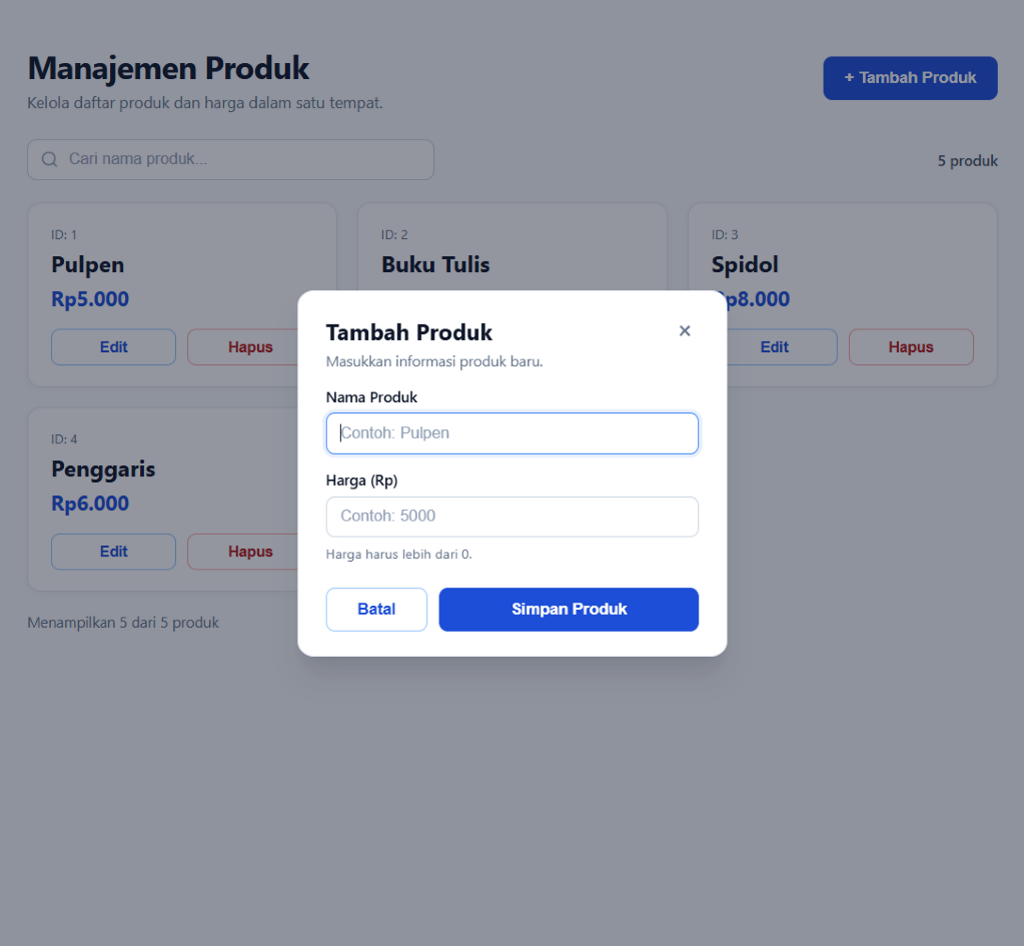 Manajemen Produk
Kelola daftar produk dan harga dalam satu tempat.
+ Tambah Produk
Cari nama produk...
5 produk
ID: 1
Pulpen
Rp5.000
Edit
Hapus
ID: 2
Buku Tulis
ID: 3
Spidol
p8.000
Edit
Hapus
ID: 4
Penggaris
Rp6.000
Edit
Hapus
Menampilkan 5 dari 5 produk
Tambah Produk
×
Masukkan informasi produk baru.
Nama Produk
Contoh: Pulpen
Harga (Rp)
Contoh: 5000
Harga harus lebih dari 0.
Batal
Simpan Produk